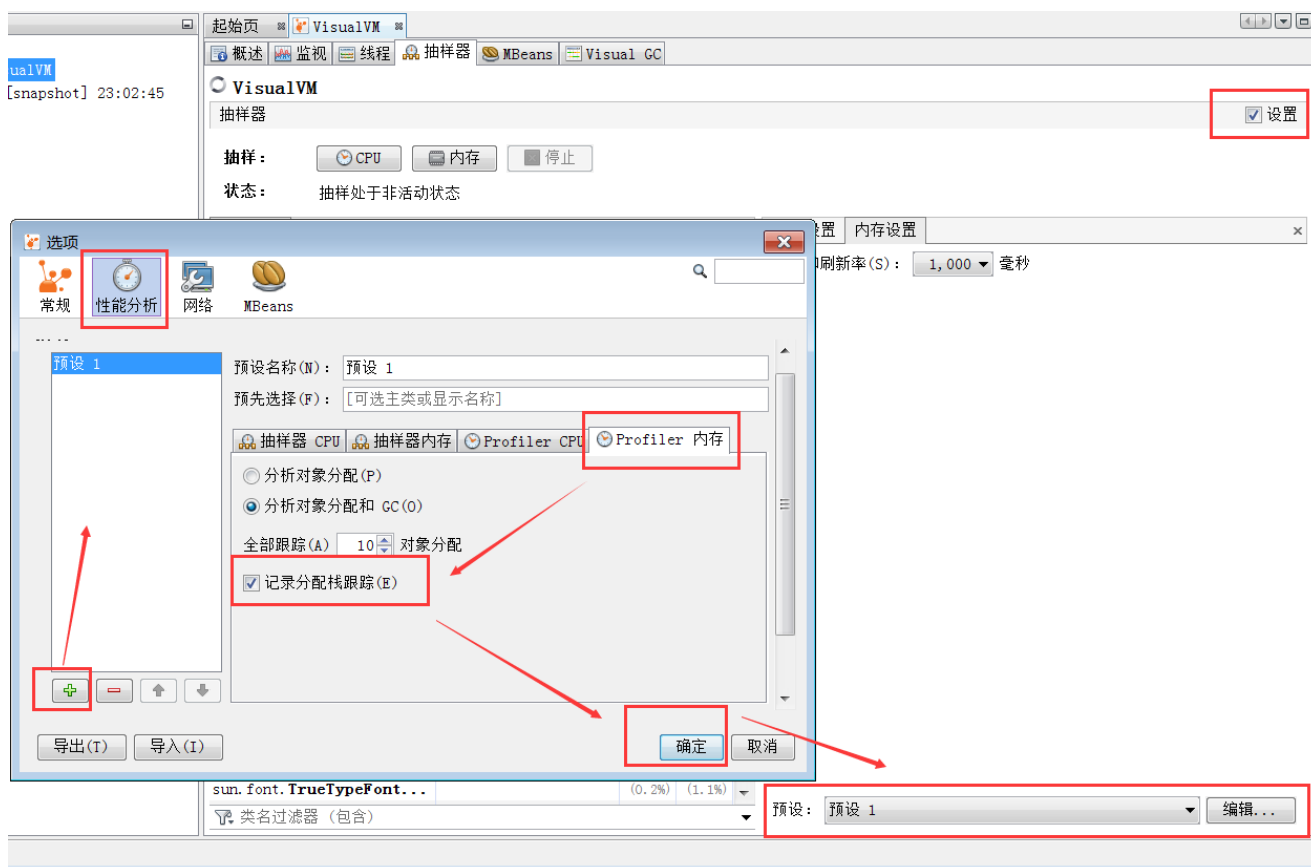 起始页 VisualVM
概述 监视 线程 抽样器 MBeans Visual GC
ualVM
[snapshot] 23:02:45
VisualVM
抽样器 设置
抽样: CPU 内存 停止
状态: 抽样处于非活动状态
置 内存设置
刷新率(S): 1,000 毫秒
选项
常规 性能分析 网络 MBeans
预设 1
预设名称(N): 预设 1
预先选择(F): [可选主类或显示名称]
抽样器 CPU 抽样器内存 Profiler CPU Profiler 内存
分析对象分配(P)
分析对象分配和 GC(O)
全部跟踪(A) 10 对象分配
记录分配栈跟踪(E)
导出(T) 导入(I) 确定 取消
sun.font.TrueTypeFont... (0.2%) (1.1%)
类名过滤器 (包含)
预设: 预设 1 编辑...